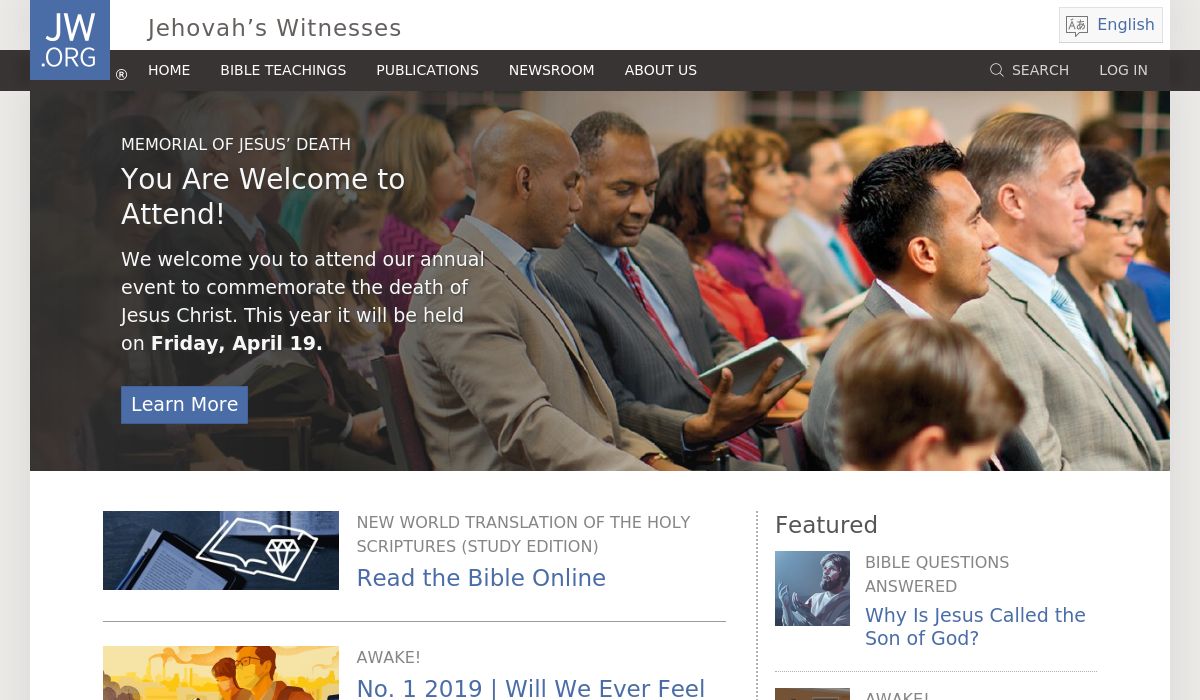 JW
.ORG
®
Jehovah’s Witnesses
English
HOME
BIBLE TEACHINGS
PUBLICATIONS
NEWSROOM
ABOUT US
SEARCH
LOG IN
MEMORIAL OF JESUS’ DEATH
You Are Welcome to
Attend!
We welcome you to attend our annual
event to commemorate the death of
Jesus Christ. This year it will be held
on Friday, April 19.
Learn More
NEW WORLD TRANSLATION OF THE HOLY
SCRIPTURES (STUDY EDITION)
Read the Bible Online
AWAKE!
No. 1 2019 | Will We Ever Feel
Featured
BIBLE QUESTIONS
ANSWERED
Why Is Jesus Called the
Son of God?
AWAKE!